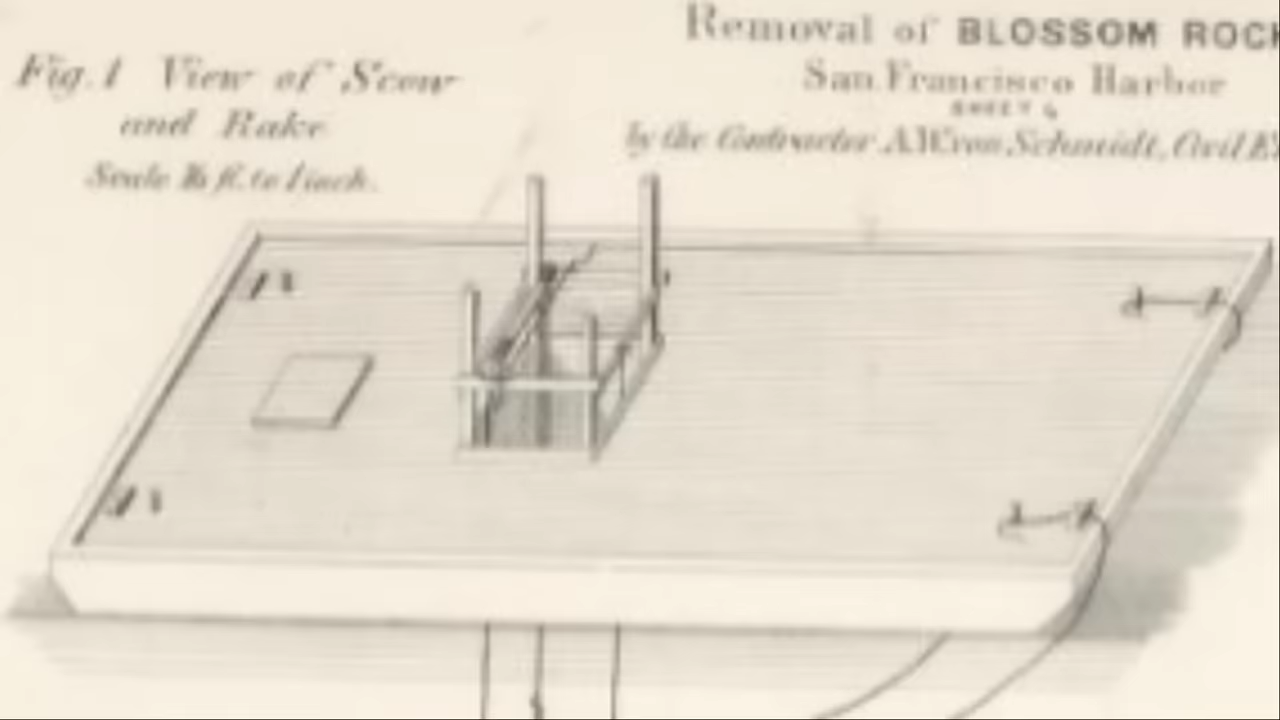 Fig. 1 View of Scow
and Rake
Scale 16 ft. to 1 inch.
Removal of BLOSSOM ROCK
San Francisco Harbor
SHEET 4
by the Contractor A.W. von Schmidt, Civil E